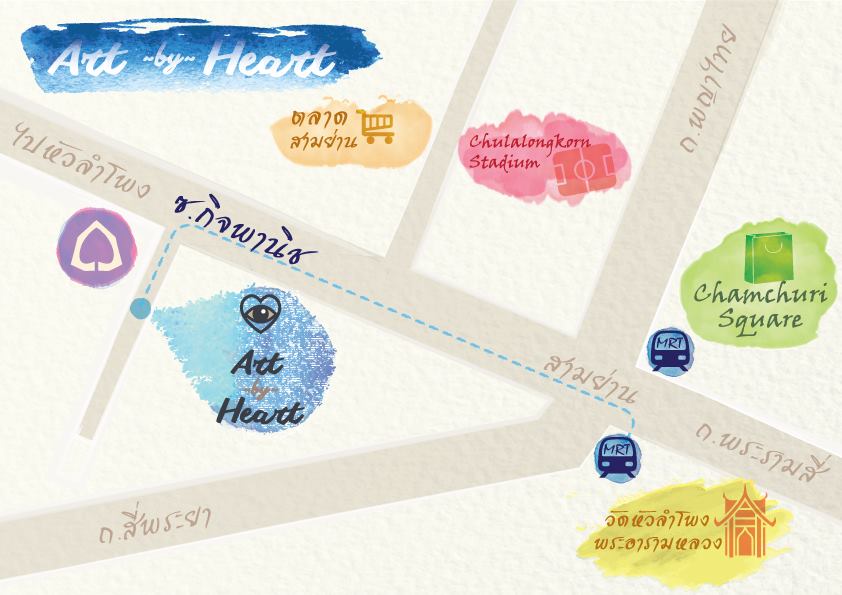 Art ~by~ Heart
ถ.พญาไท
ตลาด
สามย่าน
Chulalongkorn
Stadium
ไปหัวลำโพง
ซ.กิจพานิช
Chamchuri
Square
Art
~by~
Heart
MRT
สามย่าน
ถ.พระรามสี่
MRT
ถ.สี่พระยา
วัดหัวลำโพง
พระอารามหลวง